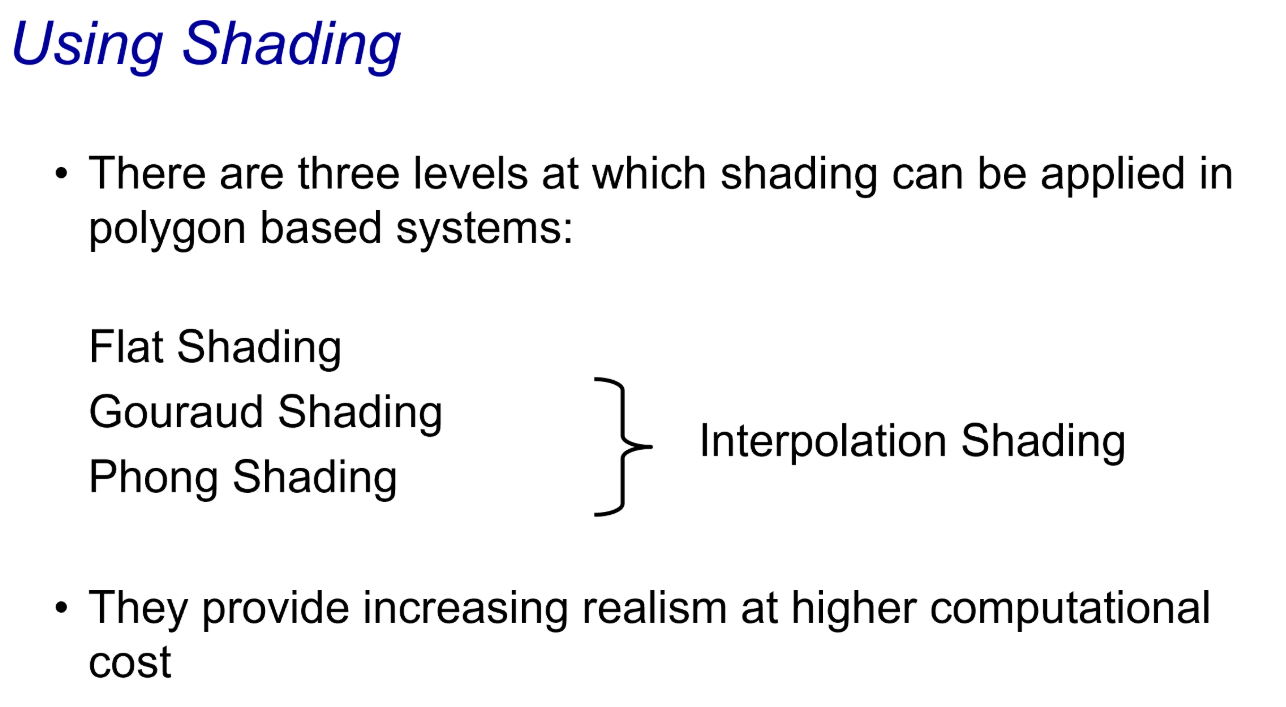 Using Shading
• There are three levels at which shading can be applied in
polygon based systems:
Flat Shading
Gouraud Shading
Phong Shading
Interpolation Shading
• They provide increasing realism at higher computational
cost